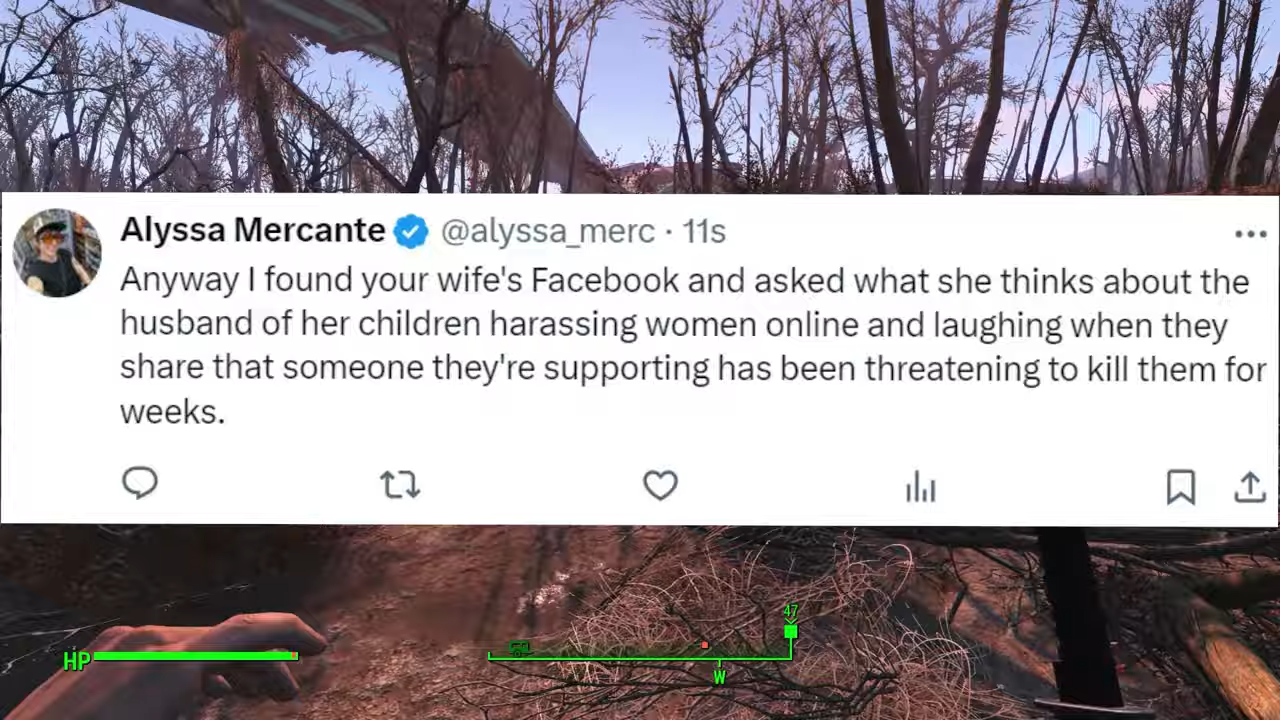 Alyssa Mercante @alyssa_merc · 11s
Anyway I found your wife's Facebook and asked what she thinks about the
husband of her children harassing women online and laughing when they
share that someone they're supporting has been threatening to kill them for
weeks.
47
HP
W